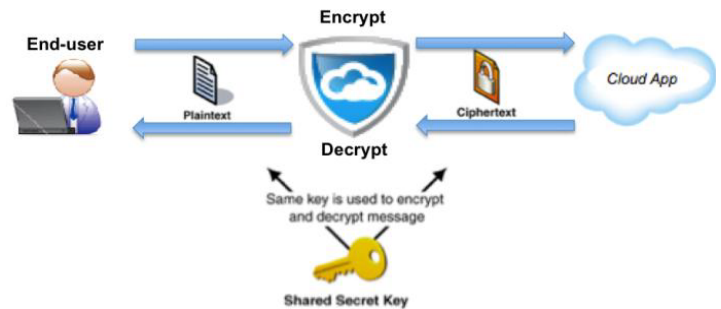 Encrypt
End-user
Cloud App
Plaintext
Ciphertext
Decrypt
Same key is used to encrypt
and decrypt message
Shared Secret Key